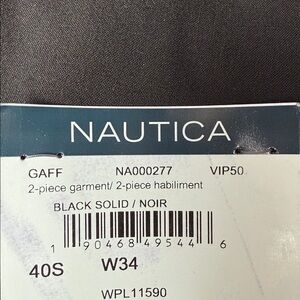 NAUTICA
GAFF NA000277 VIP50
2-piece garment/ 2-piece habiliment
BLACK SOLID / NOIR
1 90468 49544 6
40S W34
WPL11590